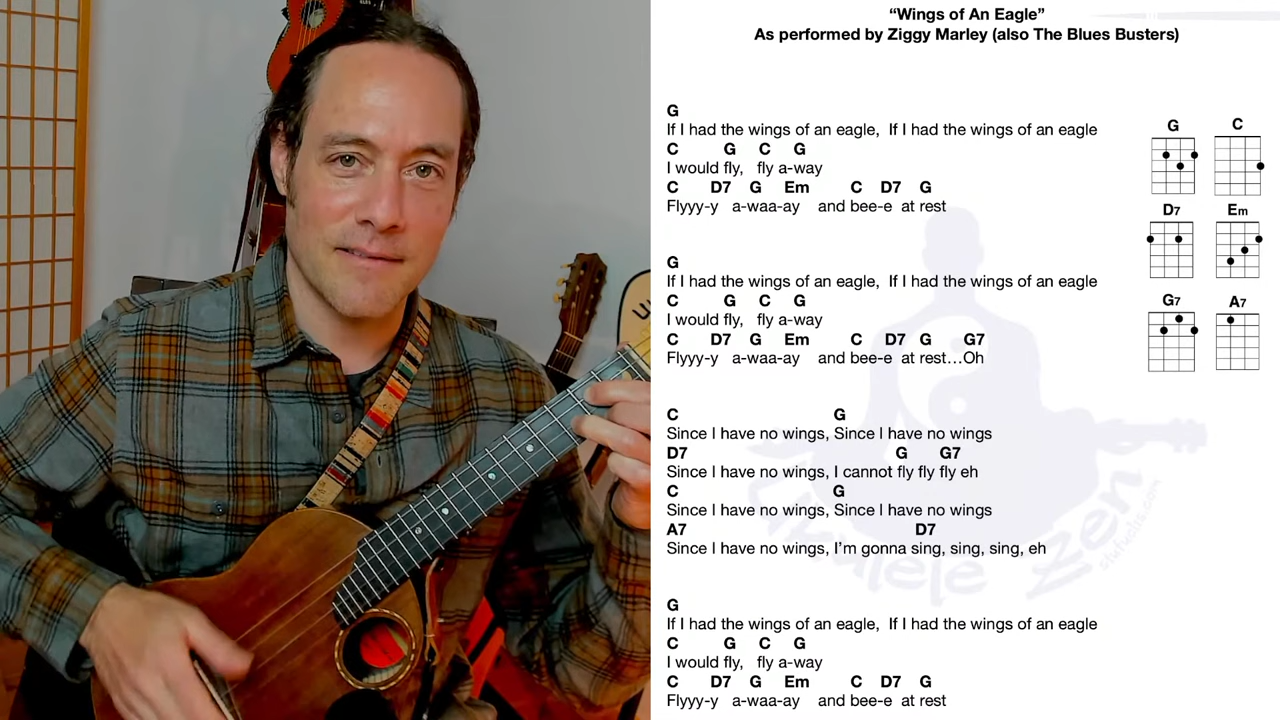 “Wings of An Eagle”
As performed by Ziggy Marley (also The Blues Busters)
G
If I had the wings of an eagle,  If I had the wings of an eagle
C G C G
I would fly,   fly a-way
C D7 G Em C D7 G
Flyyy-y   a-waa-ay    and bee-e  at rest
G
If I had the wings of an eagle,  If I had the wings of an eagle
C G C G
I would fly,   fly a-way
C D7 G Em C D7 G G7
Flyyy-y   a-waa-ay    and bee-e  at rest…Oh
C G
Since I have no wings, Since I have no wings
D7 G G7
Since I have no wings, I cannot fly fly fly eh
C G
Since I have no wings, Since I have no wings
A7 D7
Since I have no wings, I’m gonna sing, sing, sing, eh
G
If I had the wings of an eagle,  If I had the wings of an eagle
C G C G
I would fly,   fly a-way
C D7 G Em C D7 G
Flyyy-y   a-waa-ay    and bee-e  at rest
G C
D7 Em
G7 A7
Ukulele Zen
stufuchs.com